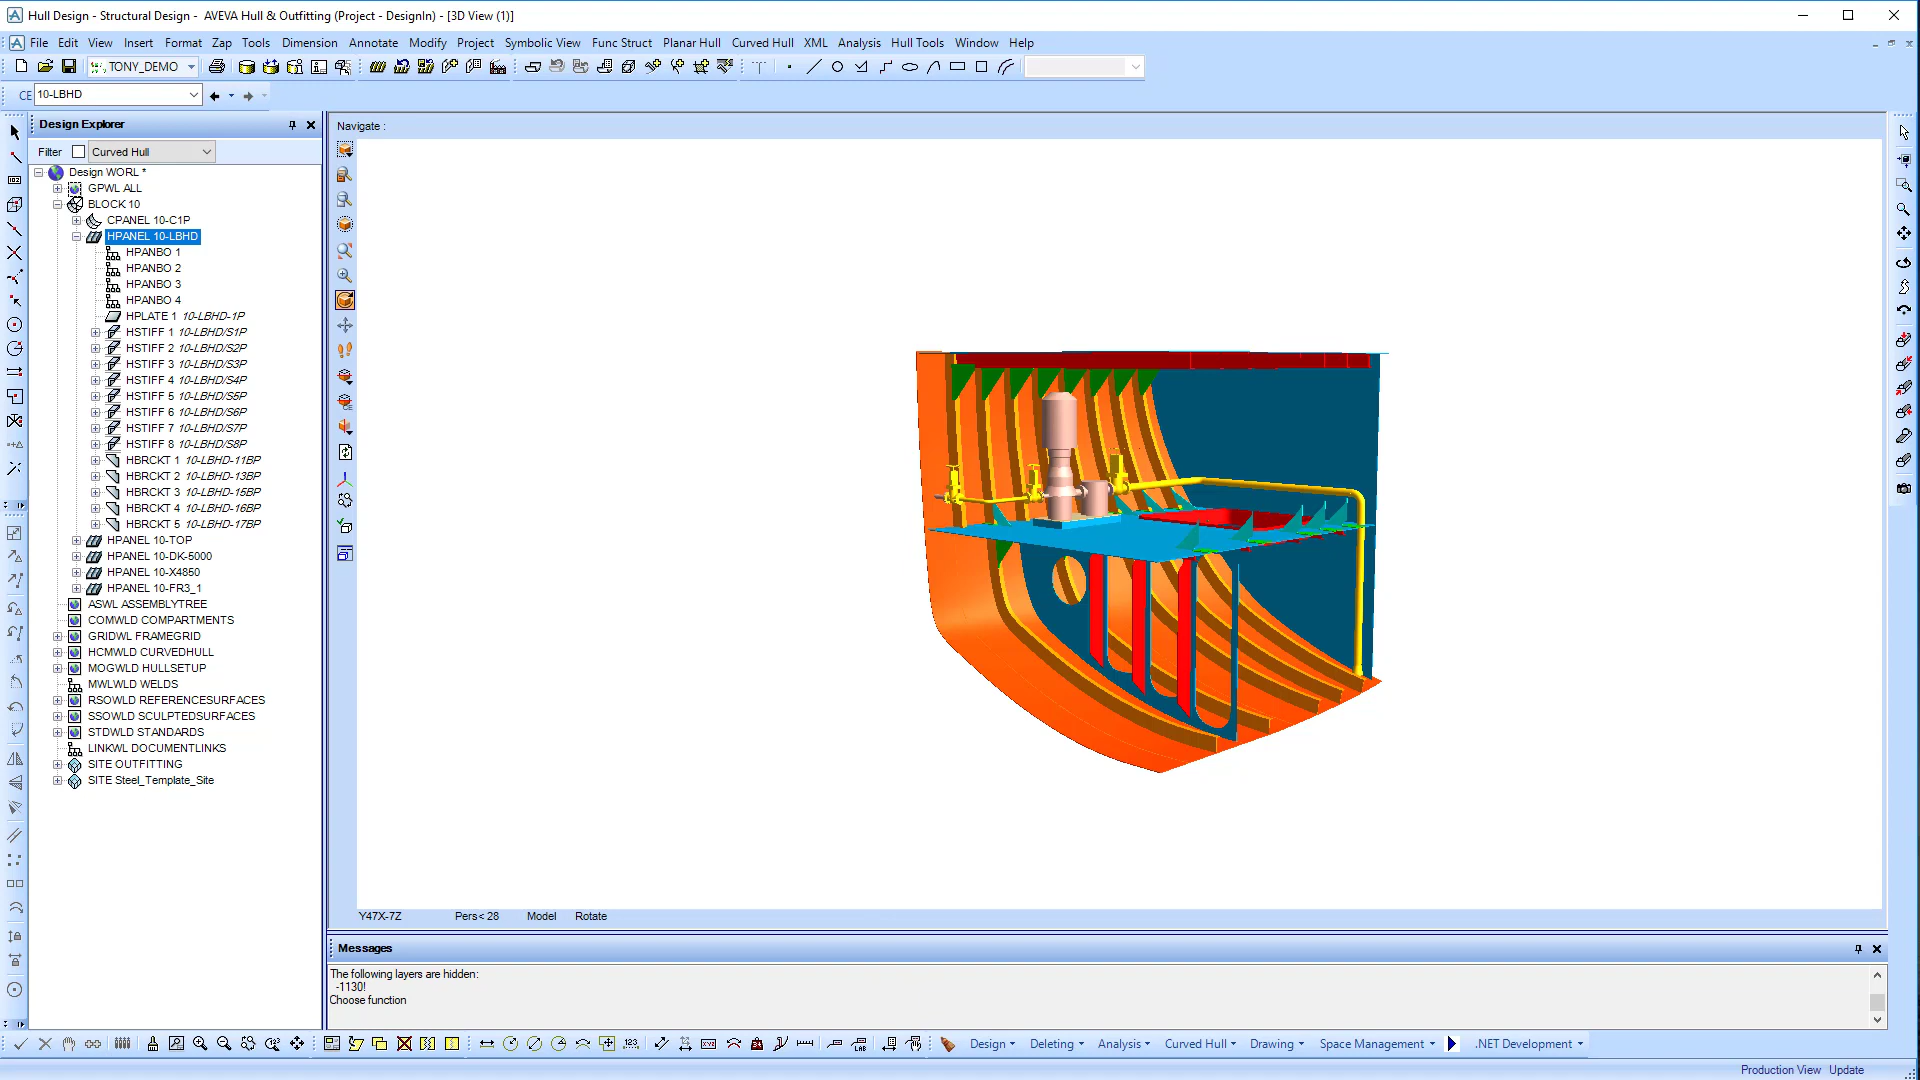 Hull Design - Structural Design -  AVEVA Hull & Outfitting (Project - DesignIn) - [3D View (1)]
File Edit View Insert Format Zap Tools Dimension Annotate Modify Project Symbolic View Func Struct Planar Hull Curved Hull XML Analysis Hull Tools Window Help
TONY_DEMO
CE 10-LBHD
Design Explorer
Filter Curved Hull
Design WORL *
GPWL ALL
BLOCK 10
CPANEL 10-C1P
HPANEL 10-LBHD
HPANBO 1
HPANBO 2
HPANBO 3
HPANBO 4
HPLATE 1 10-LBHD-1P
HSTIFF 1 10-LBHD/S1P
HSTIFF 2 10-LBHD/S2P
HSTIFF 3 10-LBHD/S3P
HSTIFF 4 10-LBHD/S4P
HSTIFF 5 10-LBHD/S5P
HSTIFF 6 10-LBHD/S6P
HSTIFF 7 10-LBHD/S7P
HSTIFF 8 10-LBHD/S8P
HBRCKT 1 10-LBHD-11BP
HBRCKT 2 10-LBHD-13BP
HBRCKT 3 10-LBHD-15BP
HBRCKT 4 10-LBHD-16BP
HBRCKT 5 10-LBHD-17BP
HPANEL 10-TOP
HPANEL 10-DK-5000
HPANEL 10-X4850
HPANEL 10-FR3_1
ASWL ASSEMBLYTREE
COMWLD COMPARTMENTS
GRIDWL FRAMEGRID
HCMWLD CURVEDHULL
MOGWLD HULLSETUP
MWLWLD WELDS
RSOWLD REFERENCESURFACES
SSOWLD SCULPTEDSURFACES
STDWLD STANDARDS
LINKWL DOCUMENTLINKS
SITE OUTFITTING
SITE Steel_Template_Site
Navigate :
Y47X-7Z Pers< 28 Model Rotate
Messages
The following layers are hidden:
-1130!
Choose function
Design Deleting Analysis Curved Hull Drawing Space Management .NET Development
Production View Update